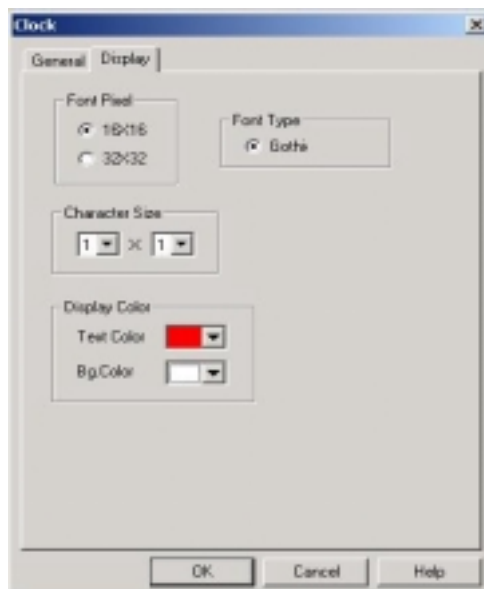 Clock
General Display
Font Pixel
16X16
32X32
Font Type
Gothic
Character Size
1 X 1
Display Color
Text Color
Bg.Color
OK Cancel Help